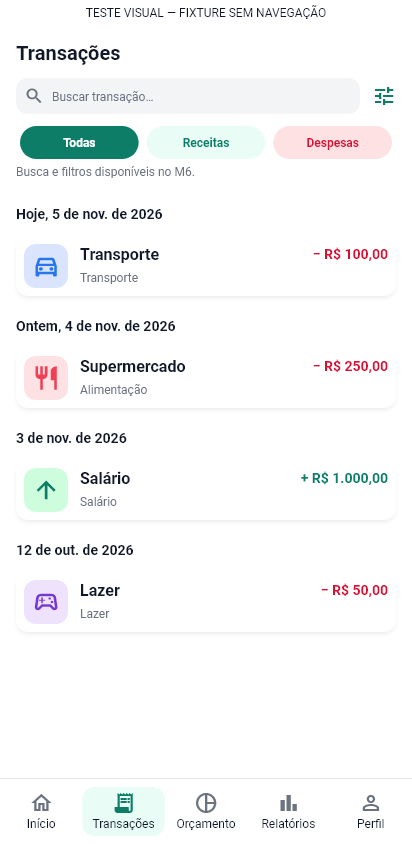 TESTE VISUAL — FIXTURE SEM NAVEGAÇÃO
Transações
Buscar transação…
Todas
Receitas
Despesas
Busca e filtros disponíveis no M6.
Hoje, 5 de nov. de 2026
Transporte
− R$ 100,00
Transporte
Ontem, 4 de nov. de 2026
Supermercado
− R$ 250,00
Alimentação
3 de nov. de 2026
Salário
+ R$ 1.000,00
Salário
12 de out. de 2026
Lazer
− R$ 50,00
Lazer
Início
Transações
Orçamento
Relatórios
Perfil